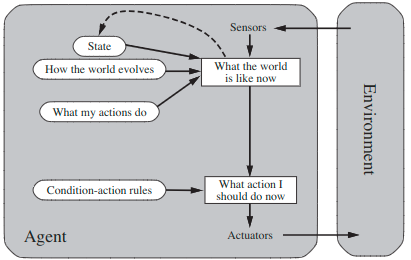 Sensors
State
How the world evolves
What the world
is like now
What my actions do
Environment
Condition-action rules
What action I
should do now
Agent
Actuators